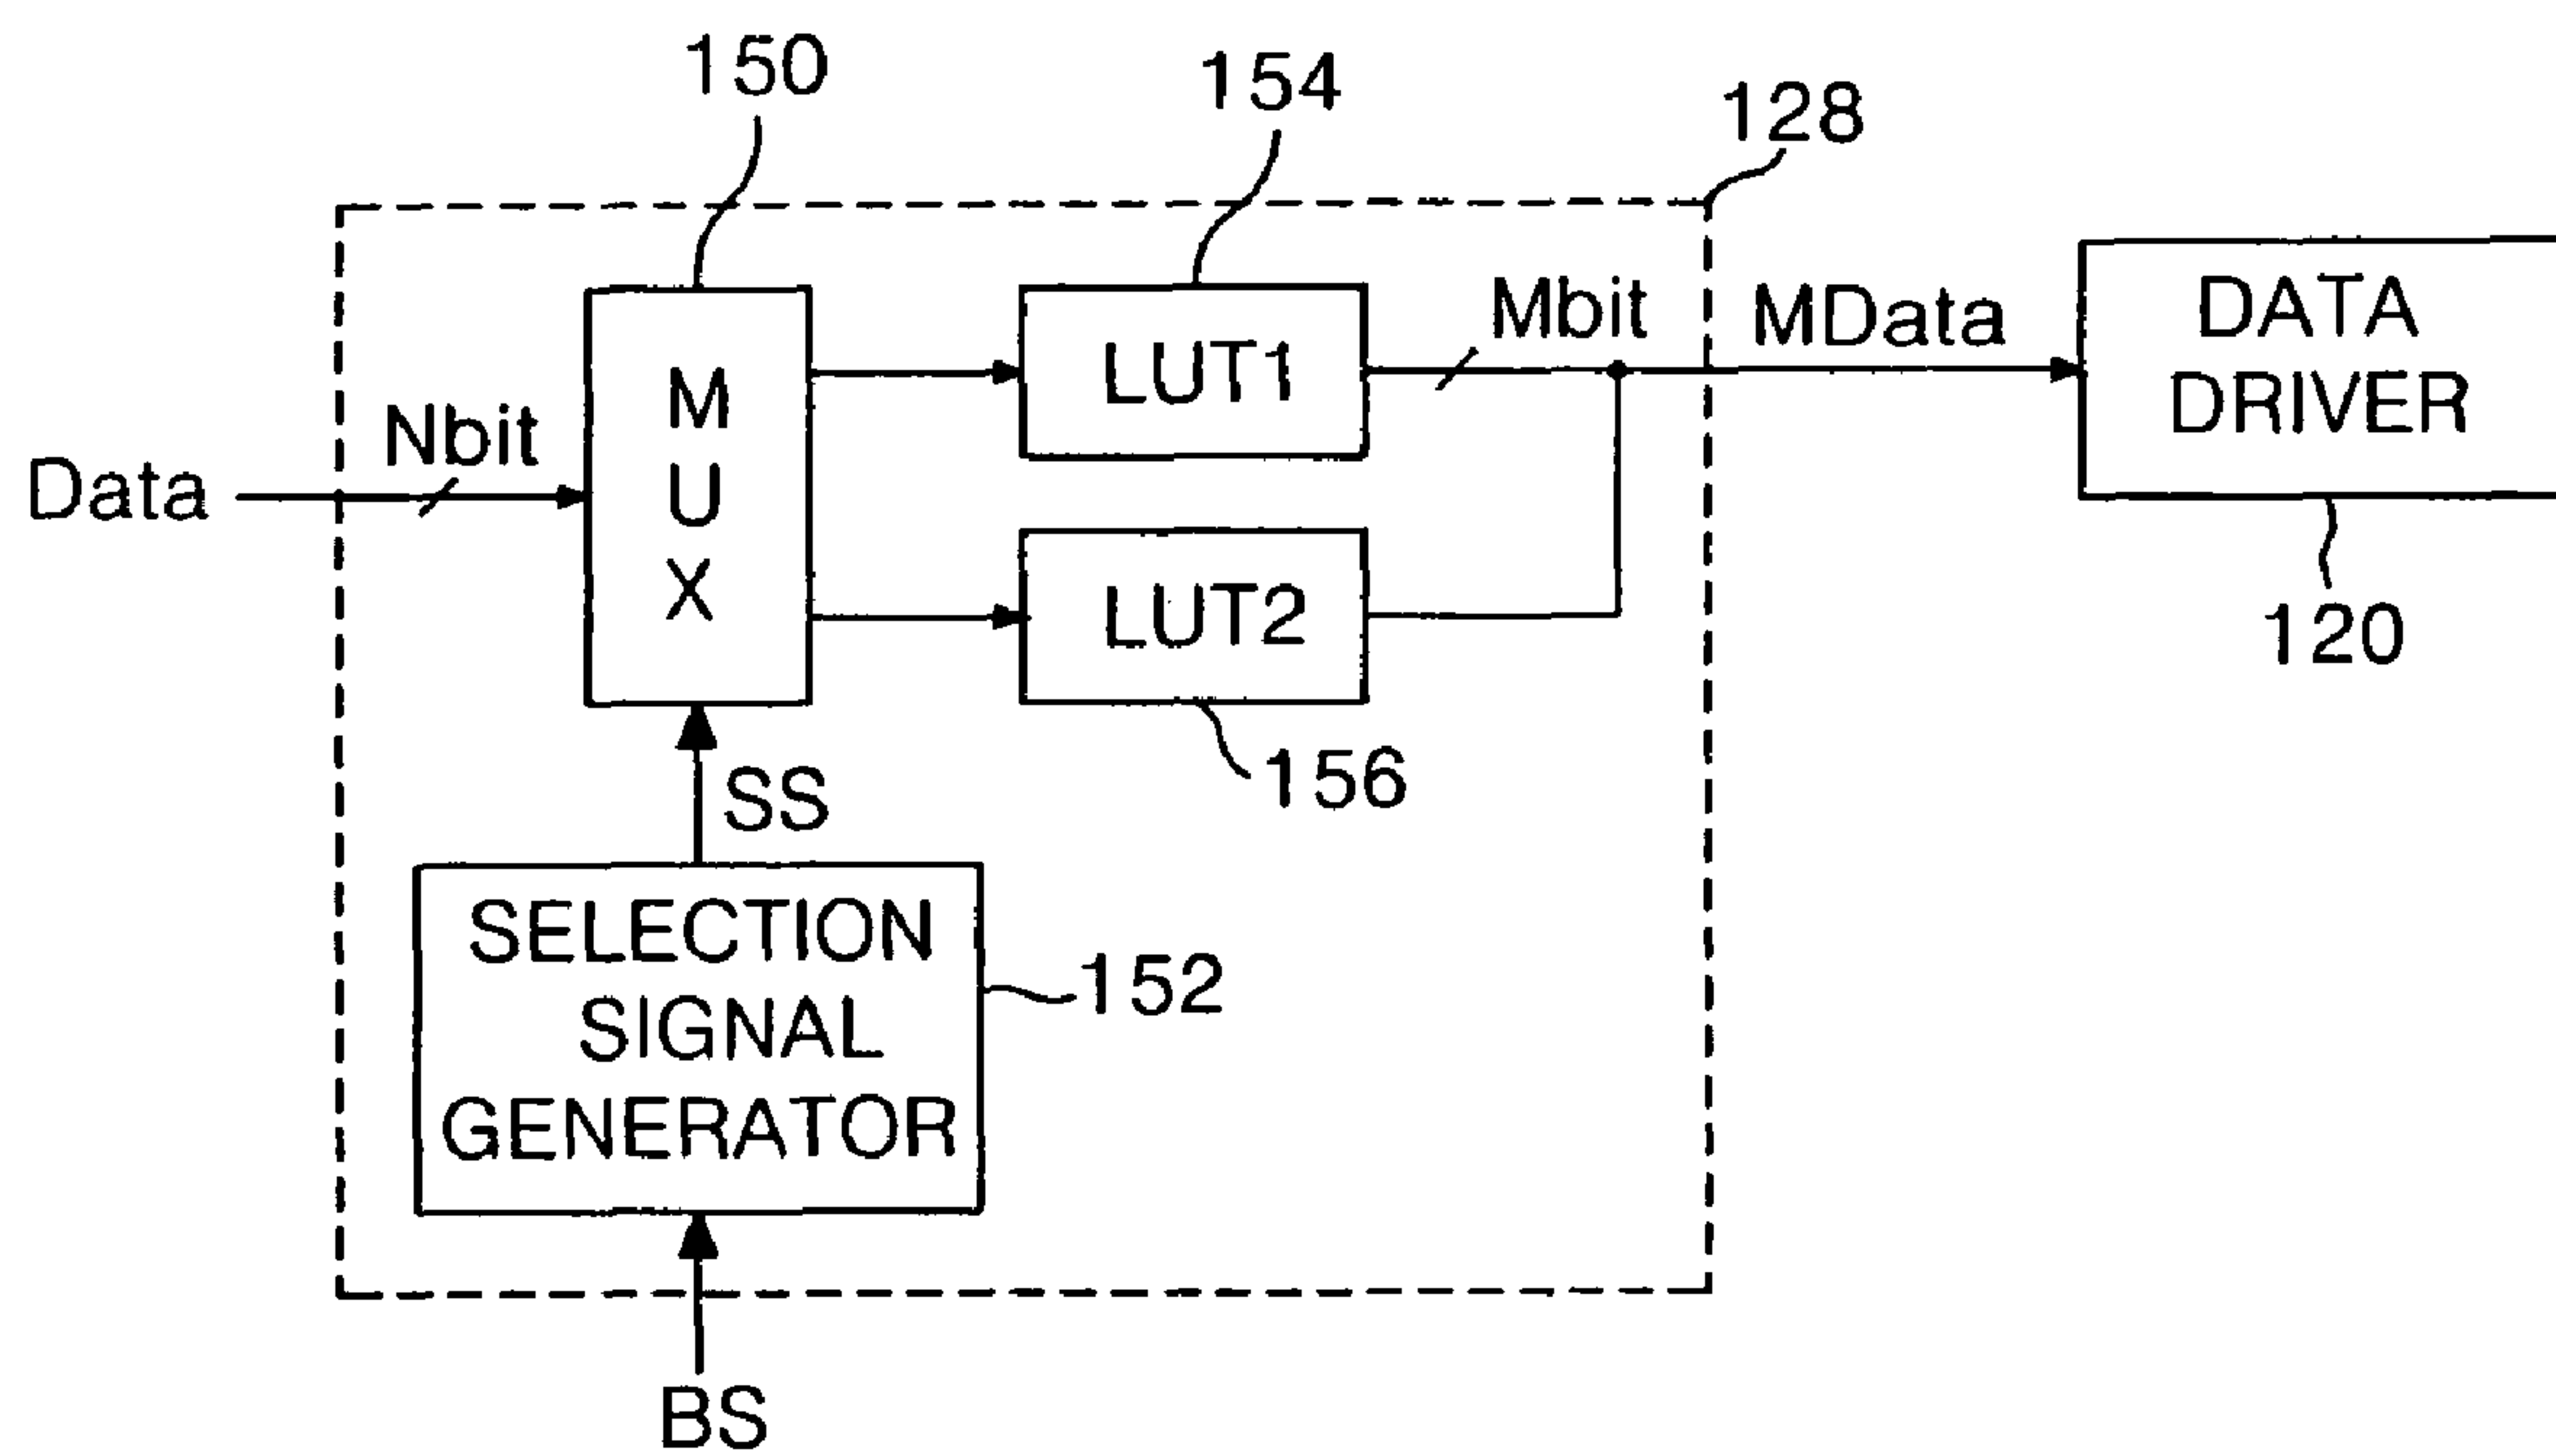 150
154
128
Data
Nbit
M
U
X
LUT1
Mbit
MData
DATA
DRIVER
120
LUT2
156
SS
SELECTION
SIGNAL
GENERATOR
152
BS